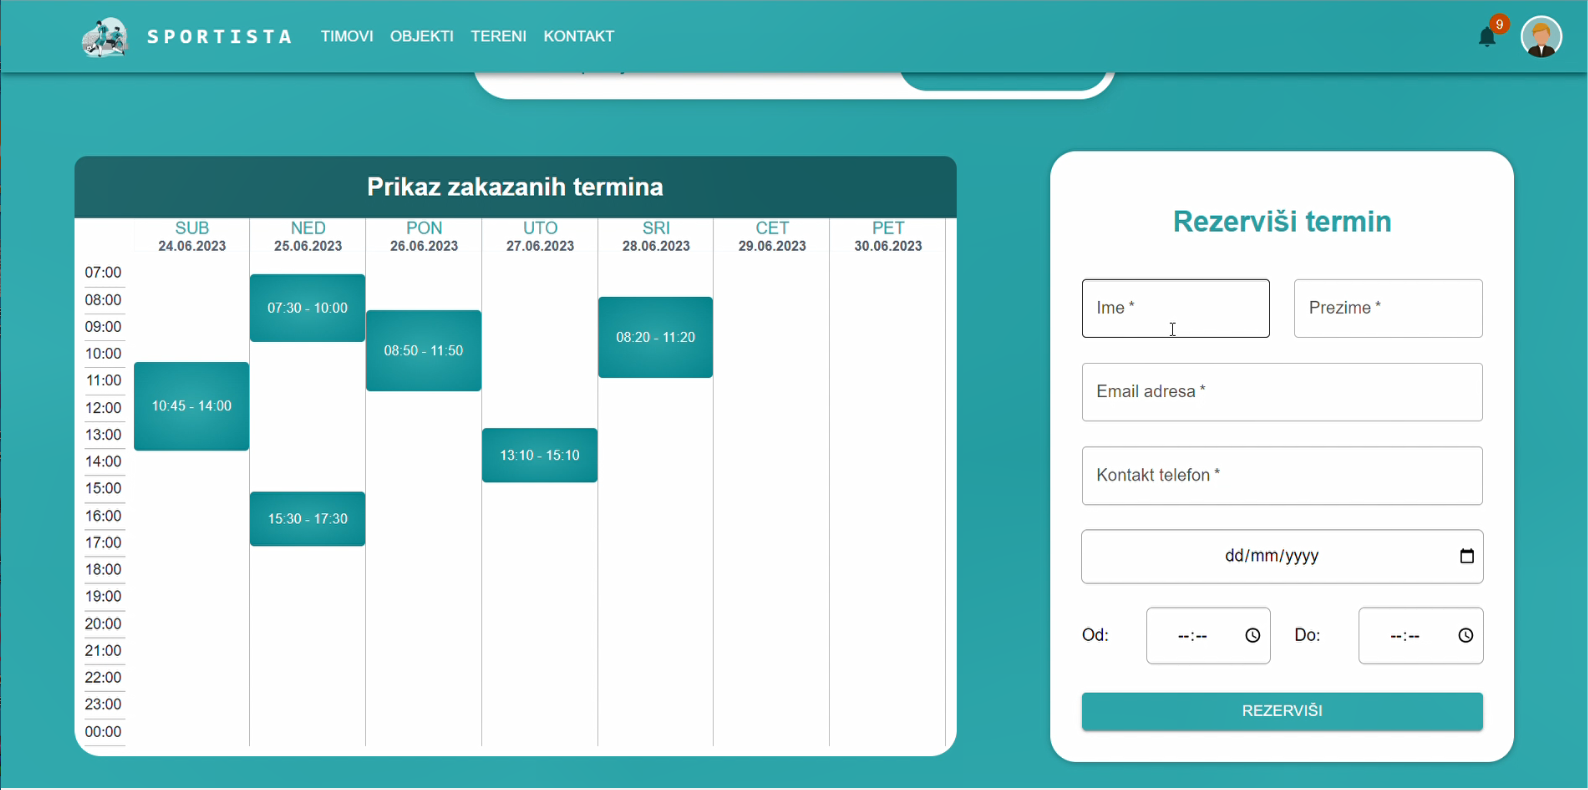 SPORTISTA TIMOVI OBJEKTI TERENI KONTAKT 9
Prikaz zakazanih termina
SUB NED PON UTO SRI CET PET
24.06.2023 25.06.2023 26.06.2023 27.06.2023 28.06.2023 29.06.2023 30.06.2023
07:00
08:00
09:00
10:00
11:00
12:00
13:00
14:00
15:00
16:00
17:00
18:00
19:00
20:00
21:00
22:00
23:00
00:00
10:45 - 14:00
07:30 - 10:00
15:30 - 17:30
08:50 - 11:50
13:10 - 15:10
08:20 - 11:20
Rezerviši termin
Ime * Prezime *
Email adresa *
Kontakt telefon *
dd/mm/yyyy
Od: --:-- Do: --:--
REZERVIŠI